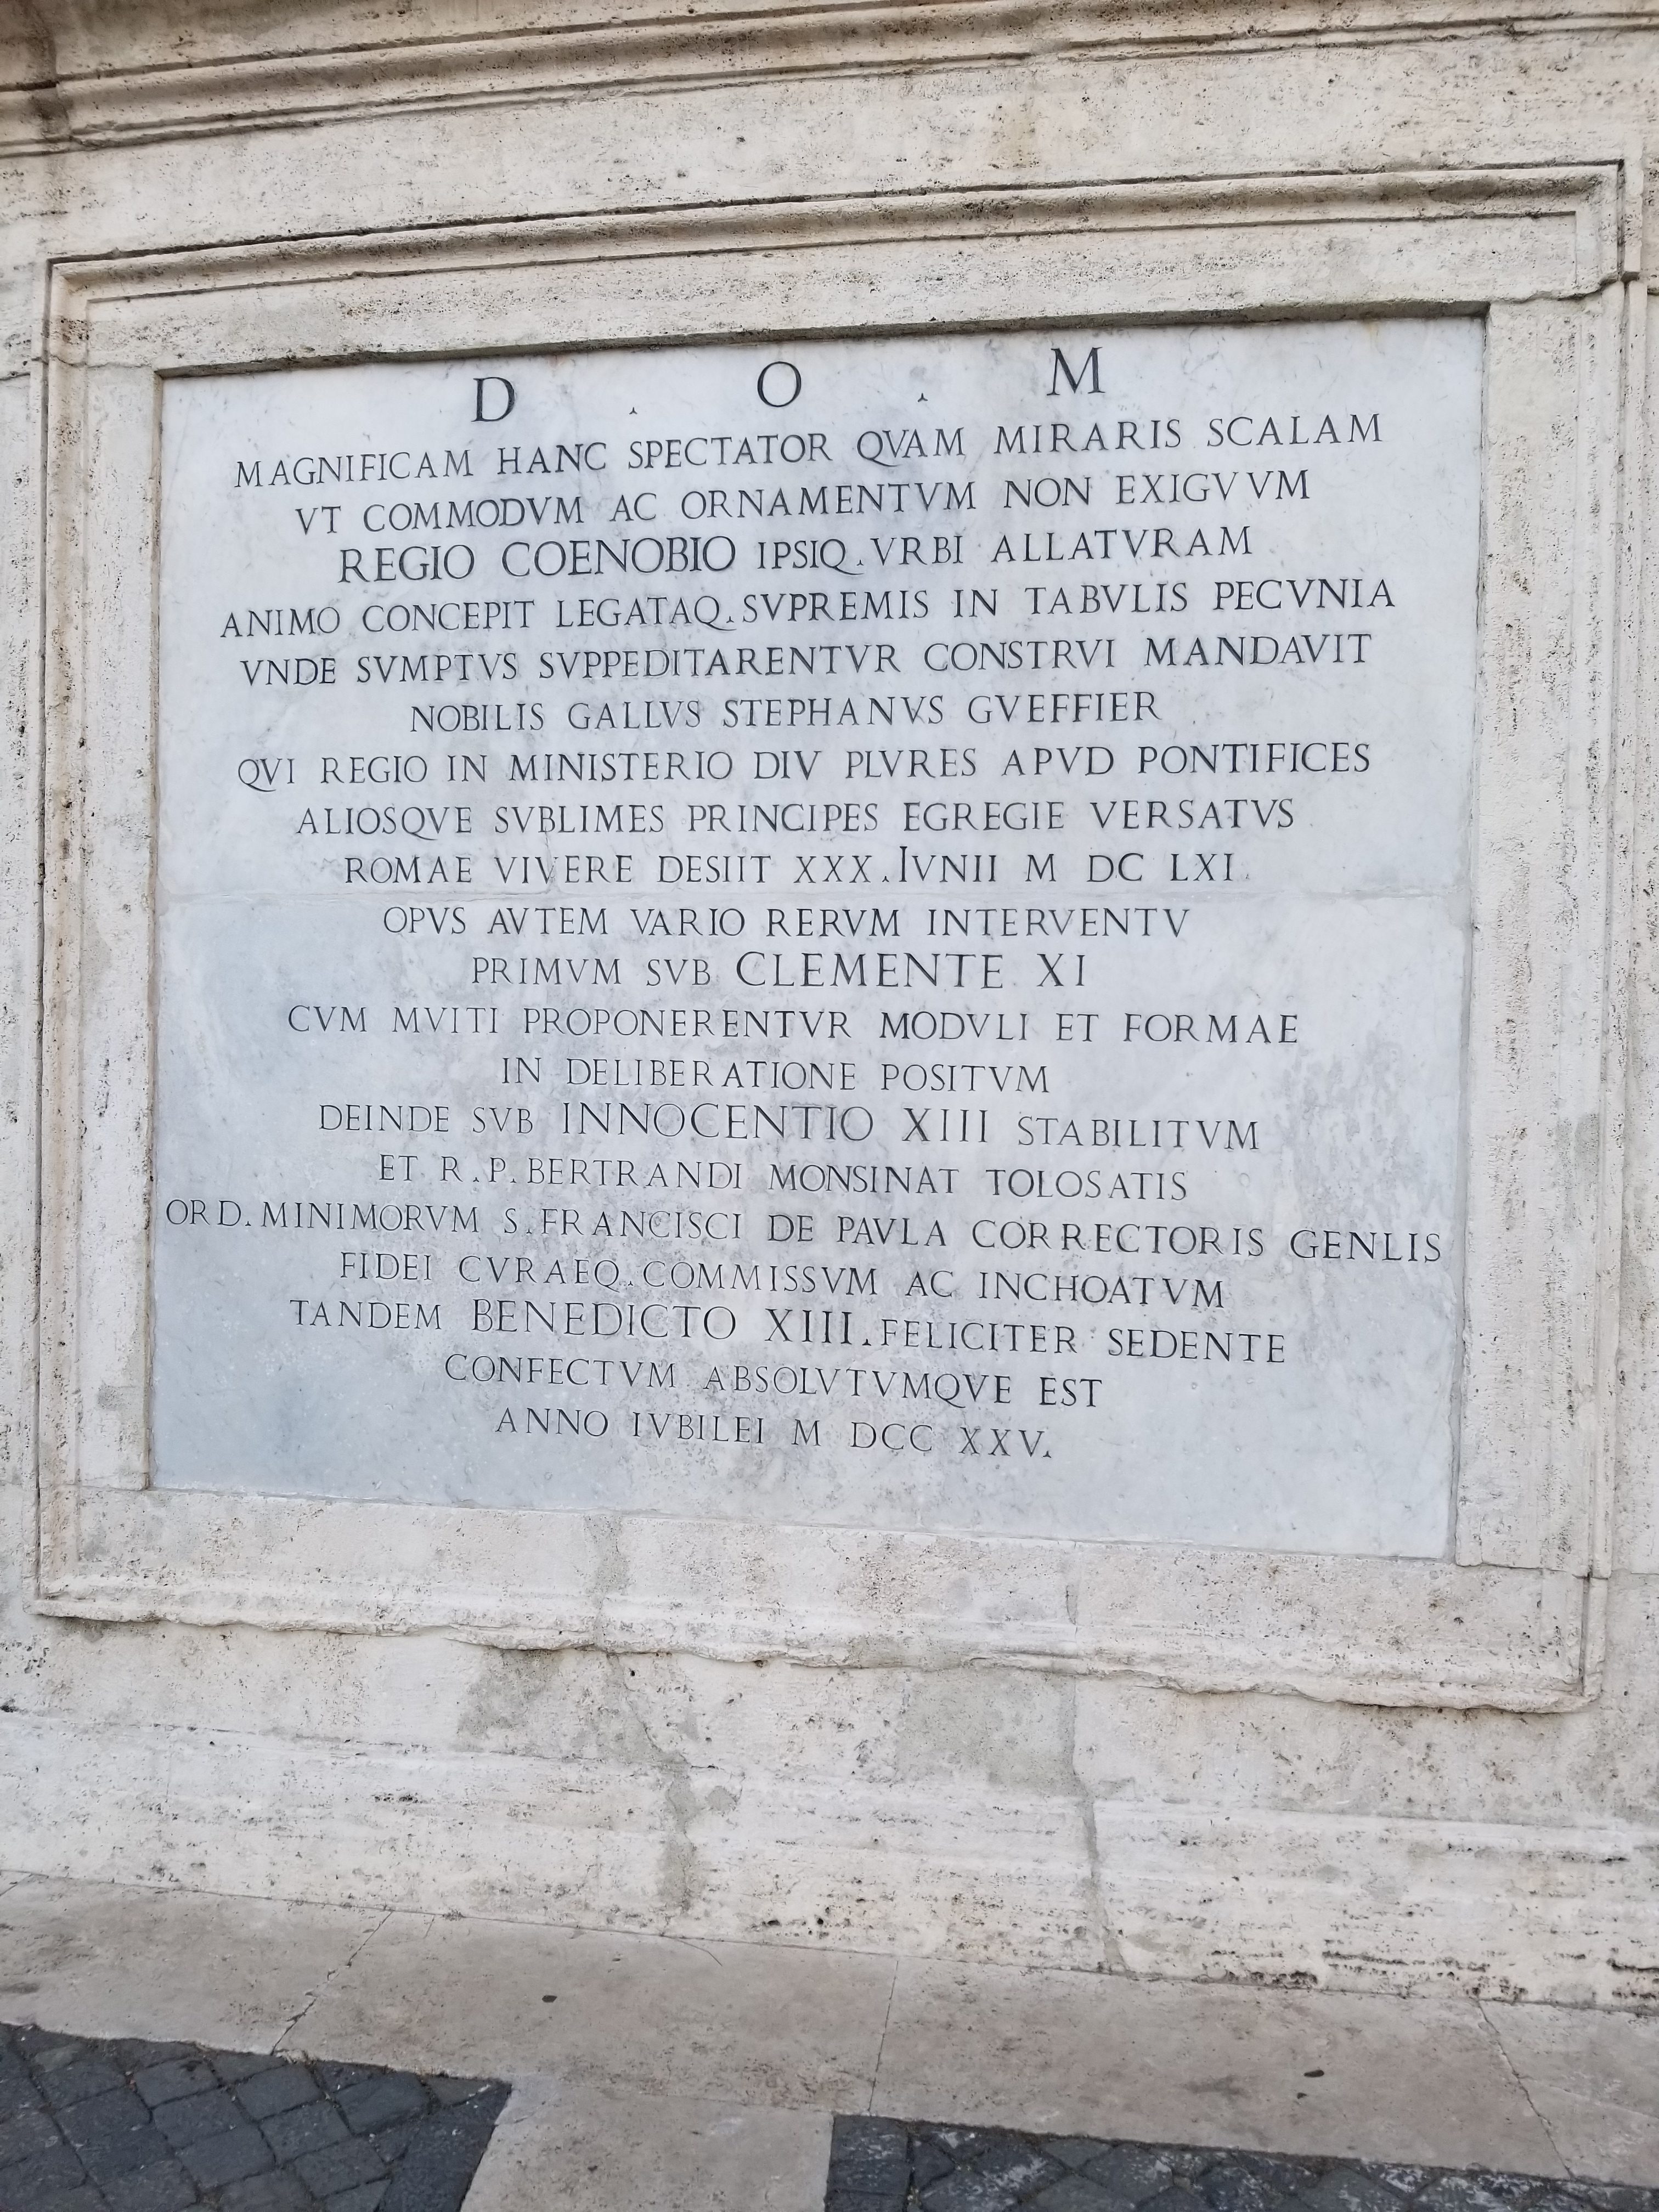 D . O . M
MAGNIFICAM HANC SPECTATOR QVAM MIRARIS SCALAM
VT COMMODVM AC ORNAMENTVM NON EXIGVVM
REGIO COENOBIO IPSIQ. VRBI ALLATVRAM
ANIMO CONCEPIT LEGATAQ. SVPREMIS IN TABVLIS PECVNIA
VNDE SVMPTVS SVPPEDITARENTVR CONSTRVI MANDAVIT
NOBILIS GALLVS STEPHANVS GVEFFIER
QVI REGIO IN MINISTERIO DIV PLVRES APVD PONTIFICES
ALIOSQVE SVBLIMES PRINCIPES EGREGIE VERSATVS
ROMAE VIVERE DESIIT XXX. IVNII M DC LXI.
OPVS AVTEM VARIO RERVM INTERVENTV
PRIMVM SVB CLEMENTE XI
CVM MVITI PROPONERENTVR MODVLI ET FORMAE
IN DELIBERATIONE POSITVM
DEINDE SVB INNOCENTIO XIII STABILITVM
ET R. P. BERTRANDI MONSINAT TOLOSATIS
ORD. MINIMORVM S. FRANCISCI DE PAVLA CORRECTORIS GENLIS
FIDEI CVRAEQ. COMMISSVM AC INCHOATVM
TANDEM BENEDICTO XIII. FELICITER SEDENTE
CONFECTVM ABSOLVTVMQVE EST
ANNO IVBILEI M DCC XXV.